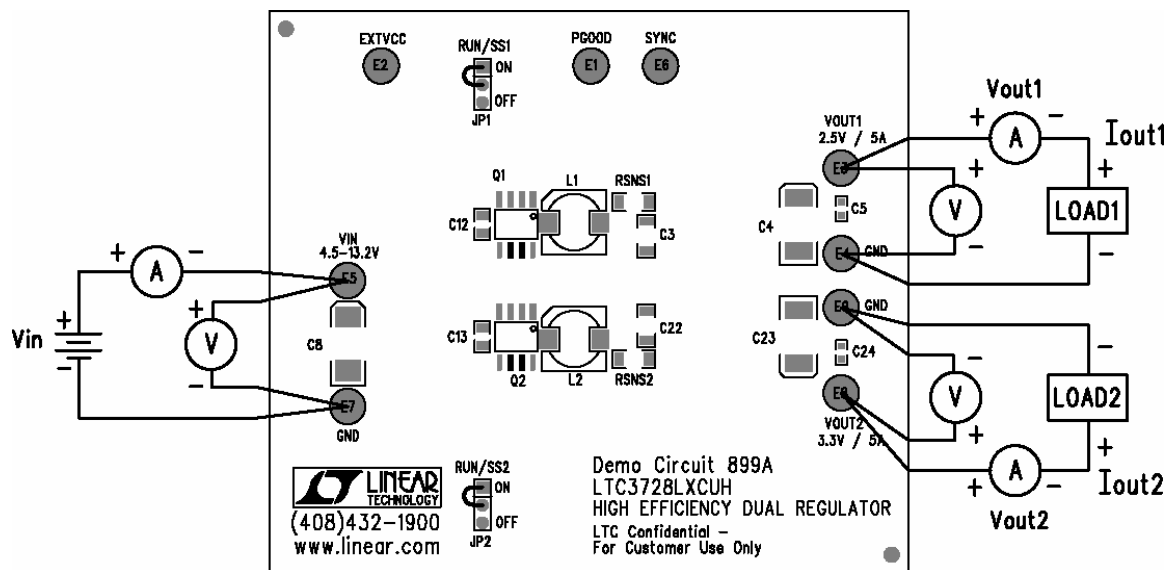 EXTVCC
E2
RUN/SS1
ON
OFF
JP1
PGOOD
E1
SYNC
E6
Vout1
+ A -
Iout1
VOUT1
2.5V / 5A
E3
+
V
-
+
LOAD1
-
Q1
L1
RSNS1
C12
C3
C4
C5
E4
GND
VIN
4.5-13.2V
E5
+ A -
+
V
-
Vin
+
-
C8
E7
GND
C13
Q2
L2
C22
RSNS2
GND
C23
C24
-
V
+
-
LOAD2
+
VOUT2
3.3V / 5A
+ A -
Vout2
Iout2
LINEAR
TECHNOLOGY
(408)432-1900
www.linear.com
RUN/SS2
ON
OFF
JP2
Demo Circuit 899A
LTC3728LXCUH
HIGH EFFICIENCY DUAL REGULATOR
LTC Confidential -
For Customer Use Only